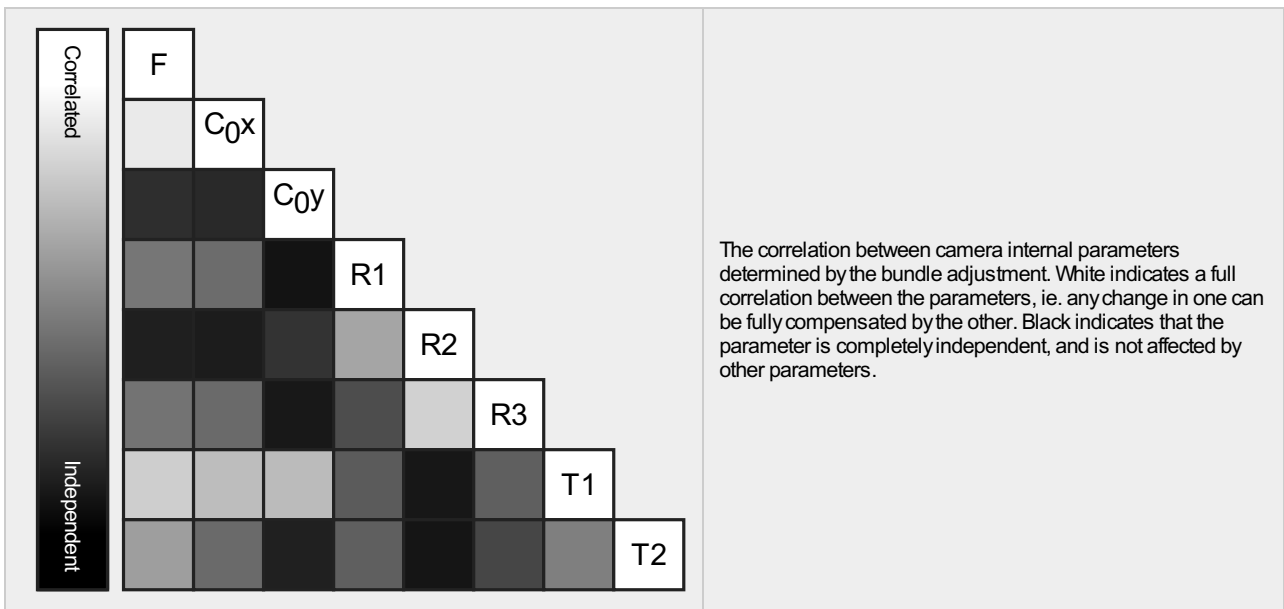 Correlated
Independent
F
C0x
C0y
R1
R2
R3
T1
T2
The correlation between camera internal parameters
determined by the bundle adjustment. White indicates a full
correlation between the parameters, ie. any change in one can
be fully compensated by the other. Black indicates that the
parameter is completely independent, and is not affected by
other parameters.